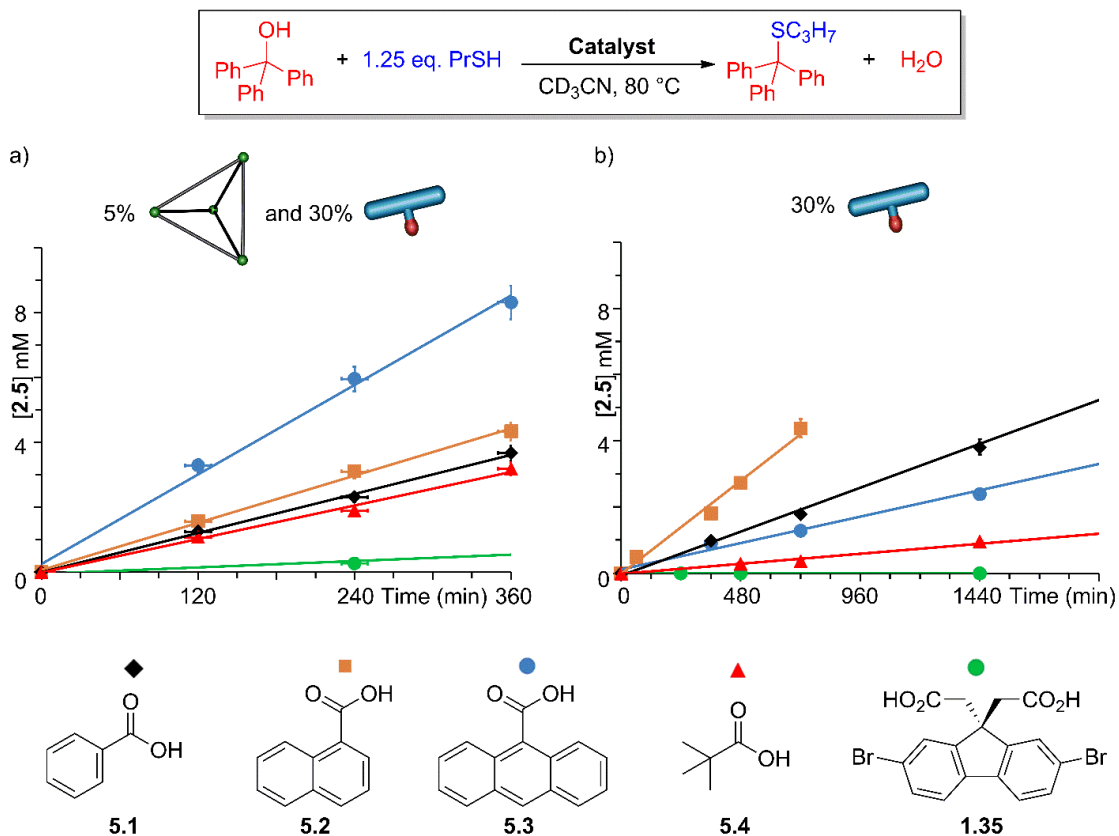 OH
SC3H7
+ 1.25 eq. PrSH
Catalyst
+ H2O
CD3CN, 80 °C
Ph
Ph
Ph
Ph
Ph
Ph
a)
5%
and 30%
[2.5] mM
8
4
0
0
120
240
Time (min)
360
b)
30%
[2.5] mM
8
4
0
0
480
960
1440
Time (min)
O
OH
5.1
O
OH
5.2
O
OH
5.3
O
OH
5.4
HO2C
CO2H
Br
Br
1.35